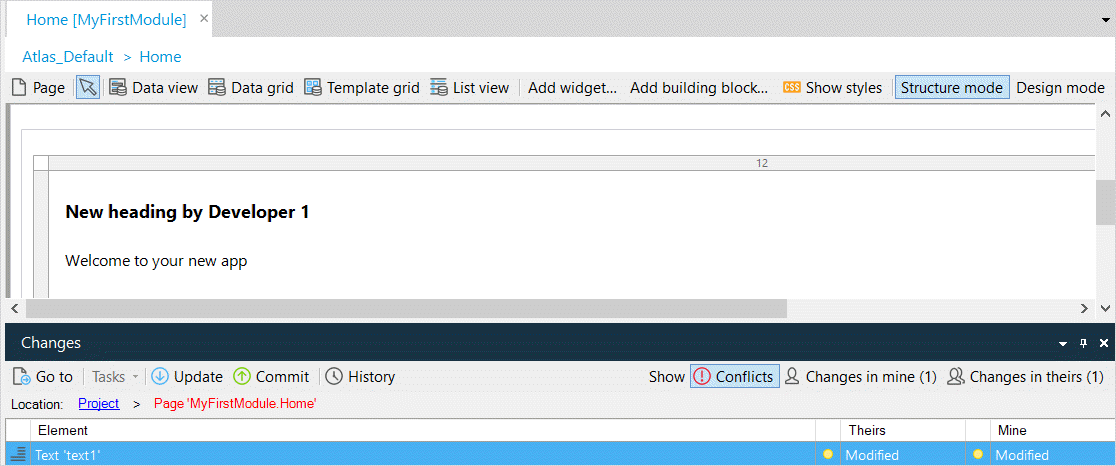 Home [MyFirstModule] ×
Atlas_Default > Home
Page Data view Data grid Template grid List view Add widget... Add building block... CSS Show styles Structure mode Design mode
12
New heading by Developer 1
Welcome to your new app
Changes
Go to Tasks Update Commit History Show Conflicts Changes in mine (1) Changes in theirs (1)
Location: Project > Page 'MyFirstModule.Home'
Element Theirs Mine
Text 'text1' Modified Modified